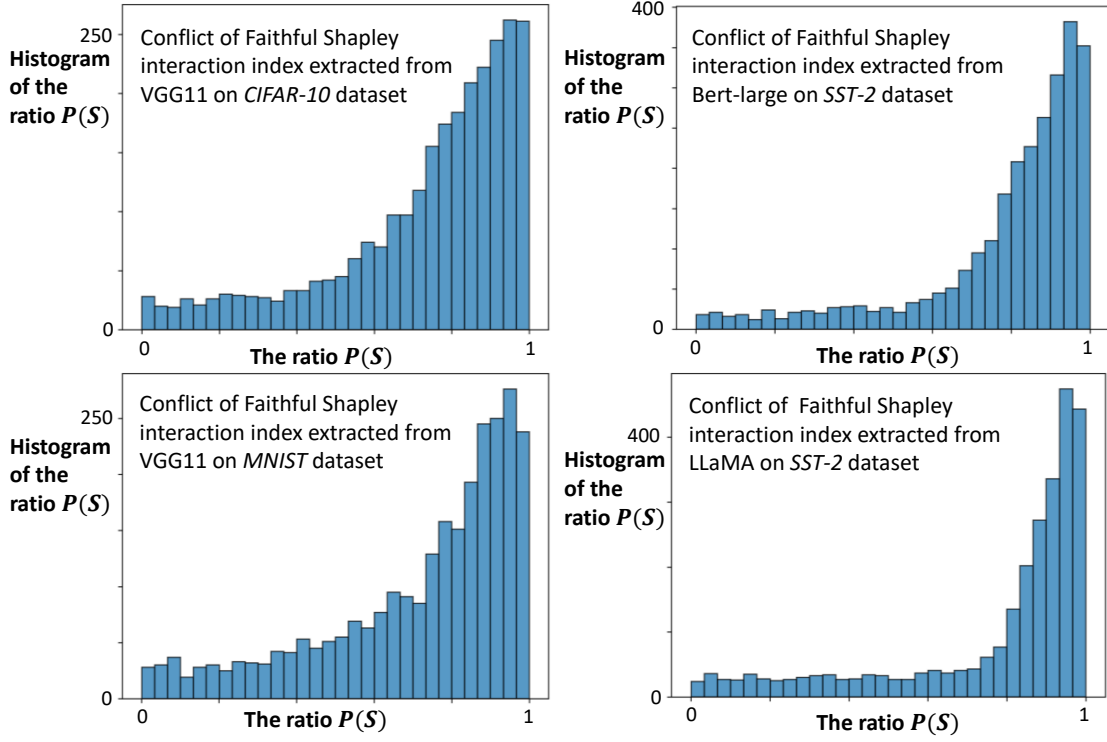 250
Histogram
of the
ratio P(S)
Conflict of Faithful Shapley
interaction index extracted from
VGG11 on CIFAR-10 dataset
0
0
The ratio P(S)
1
400
Histogram
of the
ratio P(S)
Conflict of Faithful Shapley
interaction index extracted from
Bert-large on SST-2 dataset
0
0
The ratio P(S)
1
250
Histogram
of the
ratio P(S)
Conflict of Faithful Shapley
interaction index extracted from
VGG11 on MNIST dataset
0
0
The ratio P(S)
1
400
Histogram
of the
ratio P(S)
Conflict of Faithful Shapley
interaction index extracted from
LLaMA on SST-2 dataset
0
0
The ratio P(S)
1